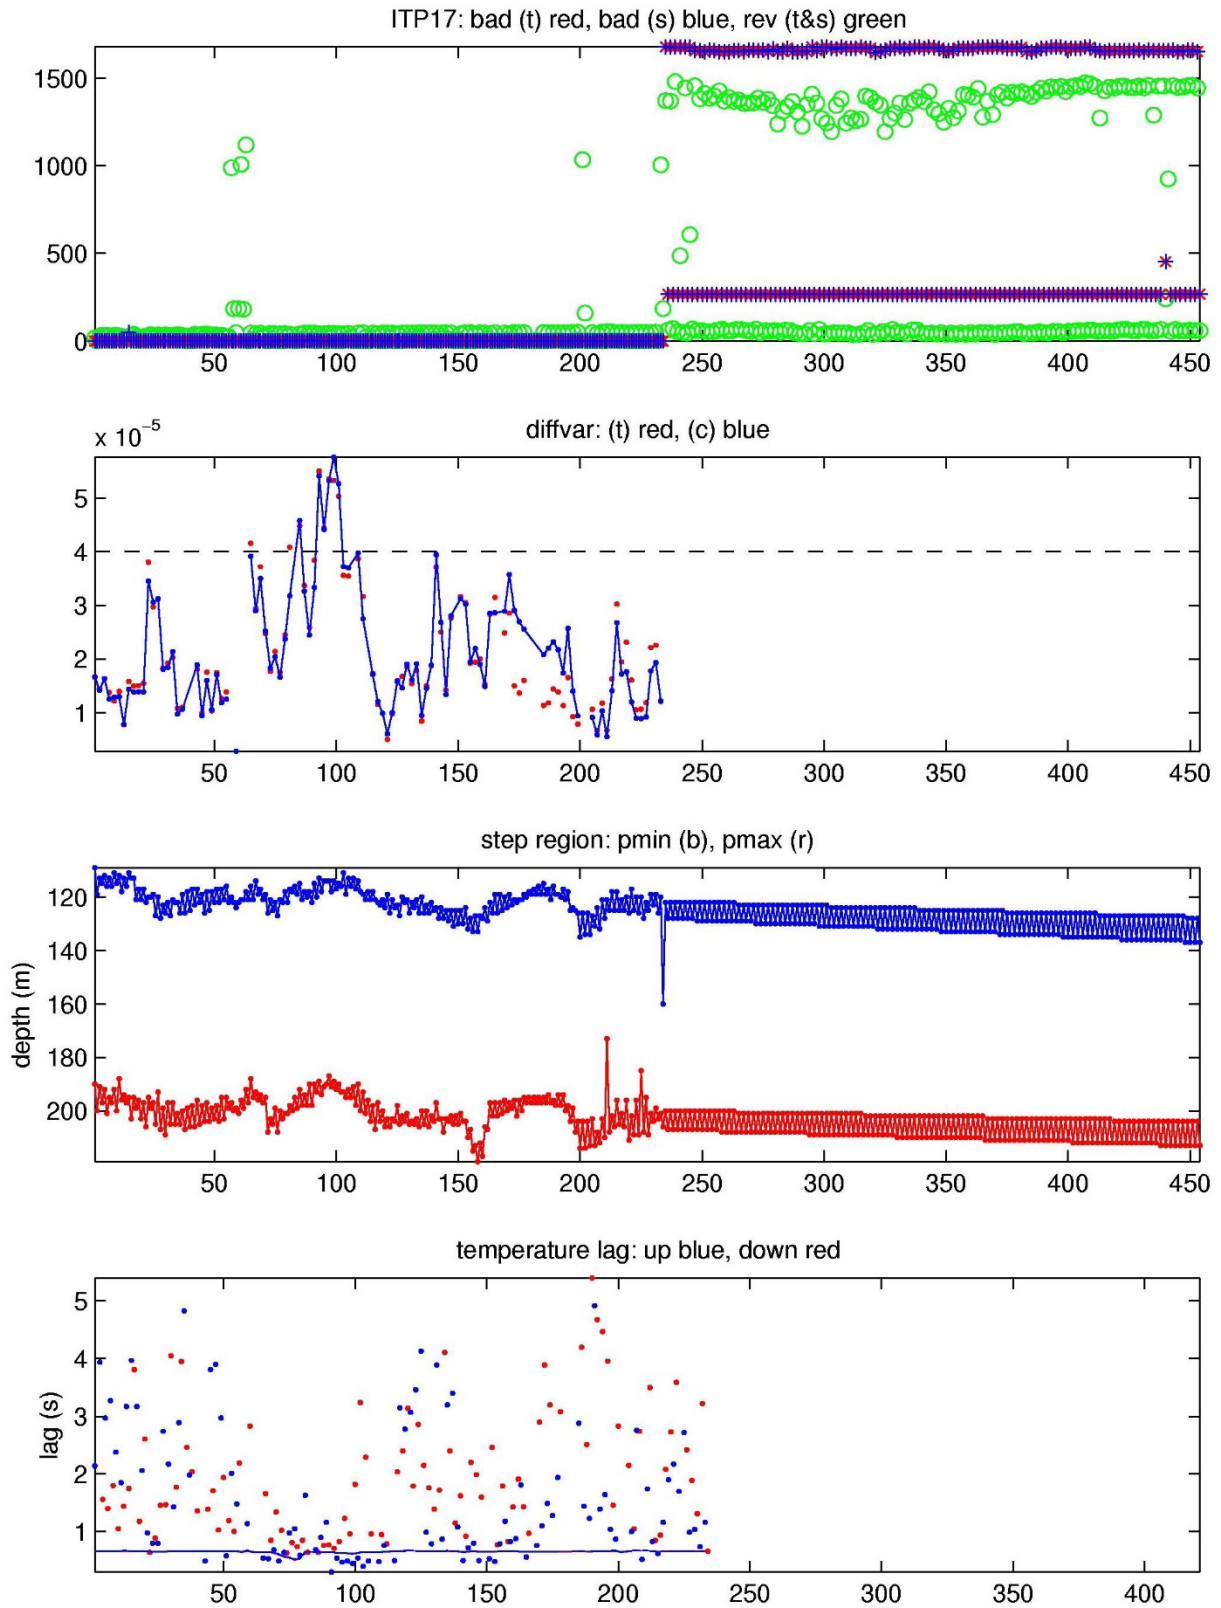 ITP17: bad (t) red, bad (s) blue, rev (t&s) green
1500
1000
500
0
50 100 150 200 250 300 350 400 450
x 10⁻⁵
diffvar: (t) red, (c) blue
5
4
3
2
1
50 100 150 200 250 300 350 400 450
step region: pmin (b), pmax (r)
depth (m)
120
140
160
180
200
50 100 150 200 250 300 350 400 450
temperature lag: up blue, down red
lag (s)
5
4
3
2
1
50 100 150 200 250 300 350 400